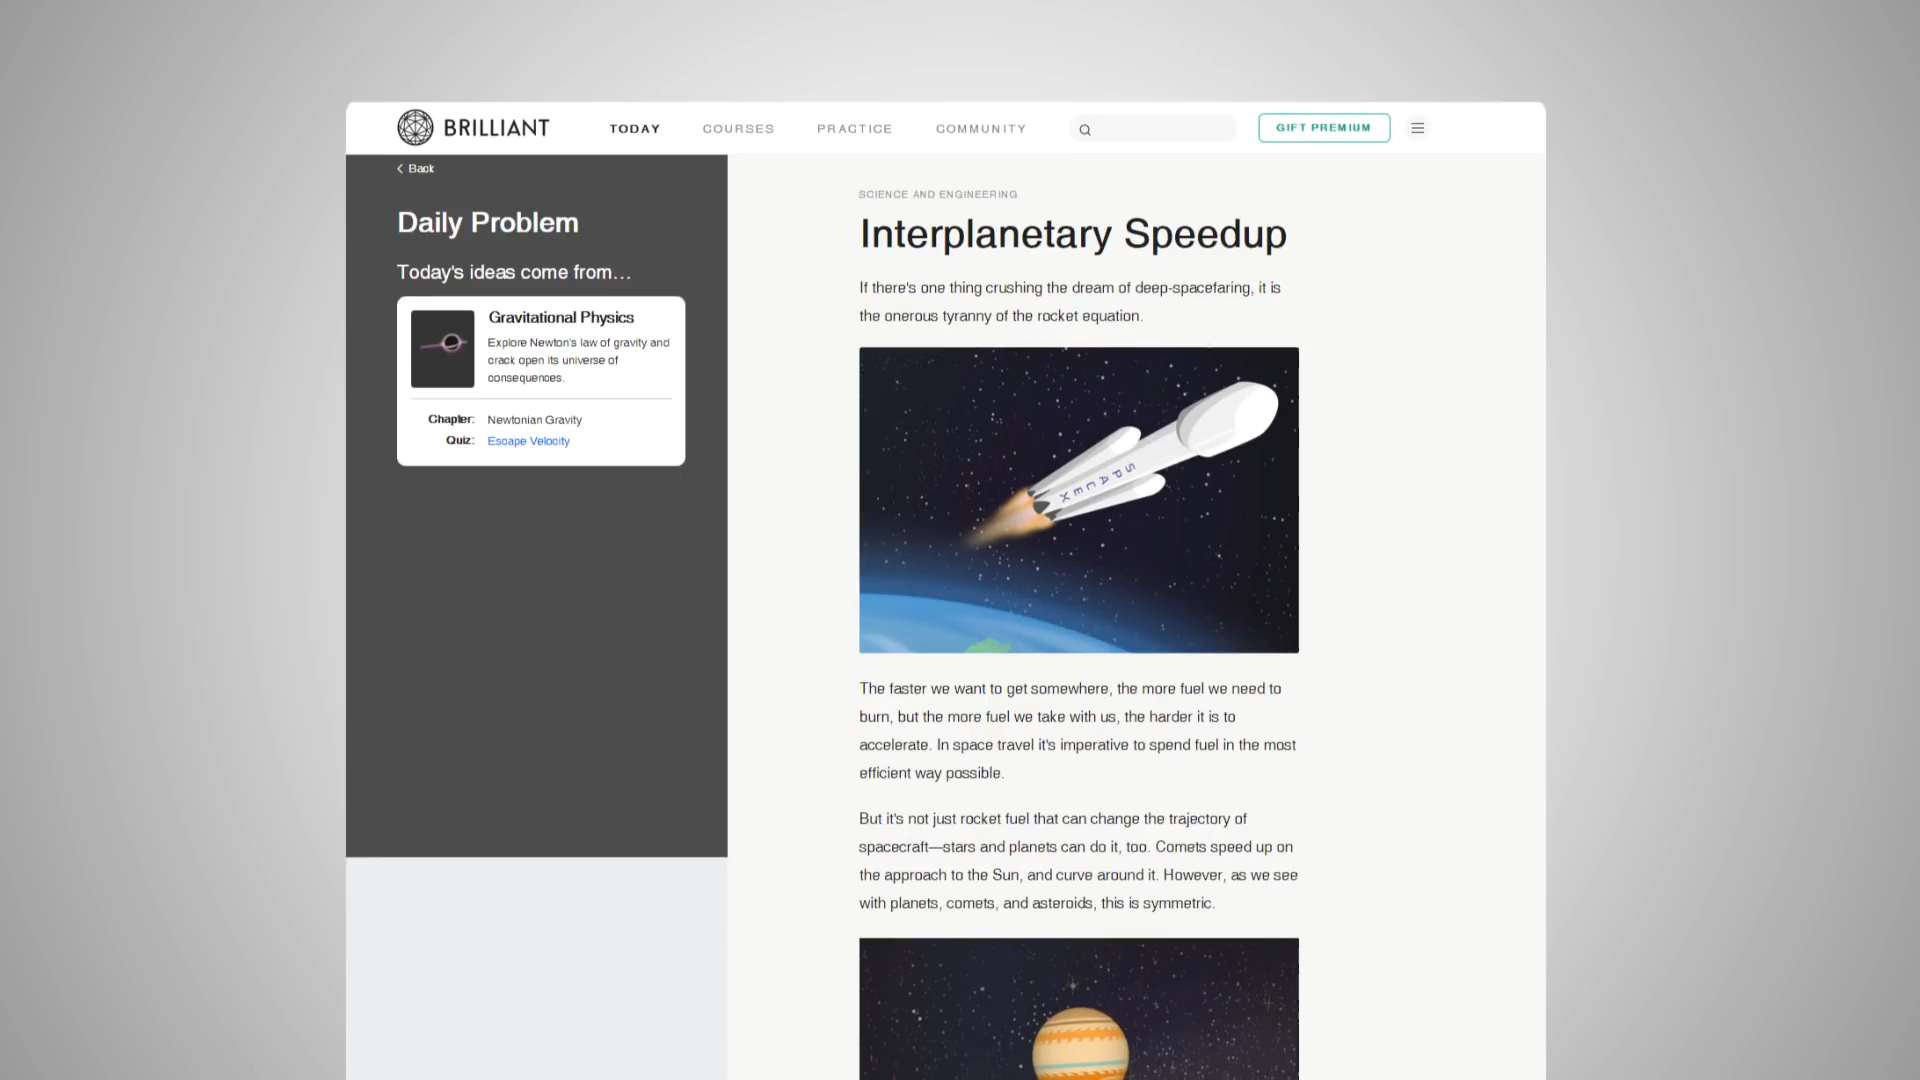 BRILLIANT
TODAY
COURSES
PRACTICE
COMMUNITY
GIFT PREMIUM
Back
Daily Problem
Today's ideas come from...
Gravitational Physics
Explore Newton's law of gravity and
crack open its universe of
consequences.
Chapter: Newtonian Gravity
Quiz: Escape Velocity
SCIENCE AND ENGINEERING
Interplanetary Speedup
If there's one thing crushing the dream of deep-spacefaring, it is
the onerous tyranny of the rocket equation.
SPACEX
The faster we want to get somewhere, the more fuel we need to
burn, but the more fuel we take with us, the harder it is to
accelerate. In space travel it's imperative to spend fuel in the most
efficient way possible.
But it's not just rocket fuel that can change the trajectory of
spacecraft—stars and planets can do it, too. Comets speed up on
the approach to the Sun, and curve around it. However, as we see
with planets, comets, and asteroids, this is symmetric.